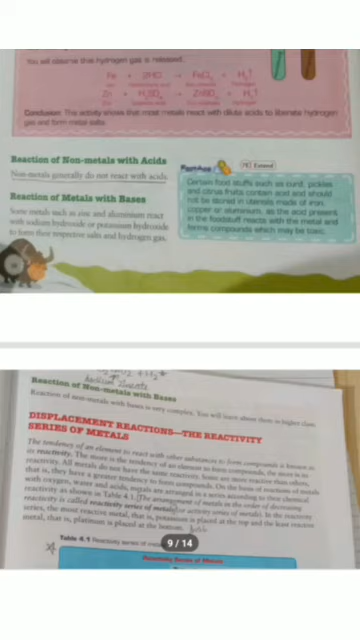 You will observe that hydrogen gas is released.
Fe + 2HCl → FeCl₂ + H₂↑
Zn + H₂SO₄ → ZnSO₄ + H₂↑
Conclusion: This activity shows that most metals react with dilute acids to liberate hydrogen
gas and form metal salts.
Reaction of Non-metals with Acids
Non-metals generally do not react with acids.
Reaction of Metals with Bases
Some metals such as zinc and aluminium react
with sodium hydroxide or potassium hydroxide
to form their respective salts and hydrogen gas.
Certain food stuffs such as curd, pickles
and citrus fruits contain acid and should
not be stored in utensils made of iron,
copper or aluminium, as the acid present
in the foodstuff reacts with the metal and
forms compounds which may be toxic.
Reaction of Non-metals with Bases
Reaction of non-metals with bases is very complex. You will learn about them in higher class.
DISPLACEMENT REACTIONS—THE REACTIVITY
SERIES OF METALS
The tendency of an element to react with other substances to form compounds is known as
its reactivity. The more is the tendency of an element to form compounds, the more is its
reactivity. All metals do not have the same reactivity. Some are more reactive than others,
that is, they have a greater tendency to form compounds. On the basis of reactions of metals
with oxygen, water and acids, metals are arranged in a series according to their chemical
reactivity as shown in Table 4.1. (The arrangement of metals in the order of decreasing
reactivity is called reactivity series of metals (or activity series of metals). In the reactivity
series, the most reactive metal, that is, potassium is placed at the top and the least reactive
metal, that is, platinum is placed at the bottom.
Table 4.1 Reactivity series of
9 / 14
Reactivity Series of Metals